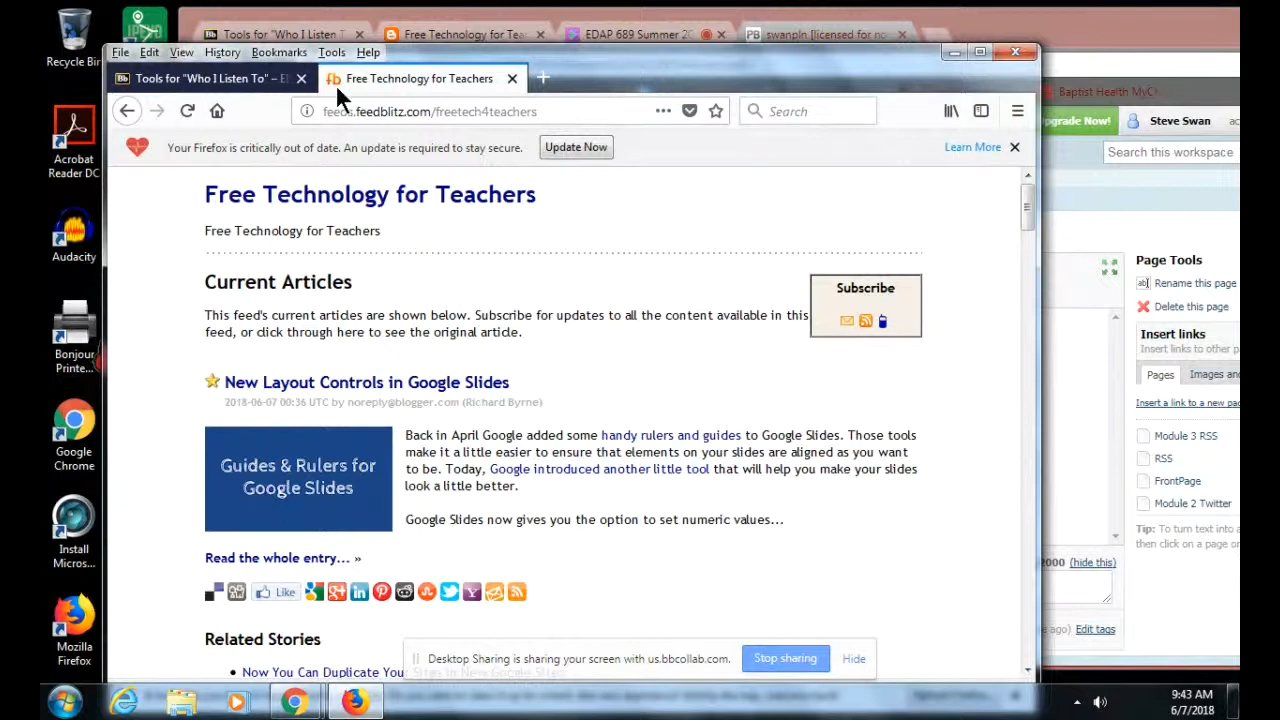 Recycle Bin
Tools for "Who I Listen T
Free Technology for Tea
EDAP 689 Summer 20
swanpln [licensed for no
File Edit View History Bookmarks Tools Help
Tools for "Who I Listen To" – E
Free Technology for Teachers
feedblitz.com/freetech4teachers
Search
Baptist Health MyC
Your Firefox is critically out of date. An update is required to stay secure.
Update Now
Learn More
Upgrade Now!
Steve Swan
Search this workspace
Acrobat
Reader DC
Audacity
Bonjour
Printe...
Google
Chrome
Install
Micros...
Mozilla
Firefox
Free Technology for Teachers
Free Technology for Teachers
Current Articles
This feed's current articles are shown below. Subscribe for updates to all the content available in this
feed, or click through here to see the original article.
Subscribe
New Layout Controls in Google Slides
2018-06-07 00:36 UTC by noreply@blogger.com (Richard Byrne)
Guides & Rulers for
Google Slides
Back in April Google added some handy rulers and guides to Google Slides. Those tools
make it a little easier to ensure that elements on your slides are aligned as you want
to be. Today, Google introduced another little tool that will help you make your slides
look a little better.
Google Slides now gives you the option to set numeric values...
Read the whole entry... »
Like
Related Stories
Now You Can Duplicate Your Sites in New Google Sites
Desktop Sharing is sharing your screen with us.bbcollab.com.
Stop sharing
Hide
Page Tools
Rename this page
Delete this page
Insert links
Insert links to other p
Pages
Images and
Insert a link to a new pag
Module 3 RSS
RSS
FrontPage
Module 2 Twitter
Tip: To turn text into a
then click on a page or
2000 (hide this)
ago) Edit tags
9:43 AM
6/7/2018